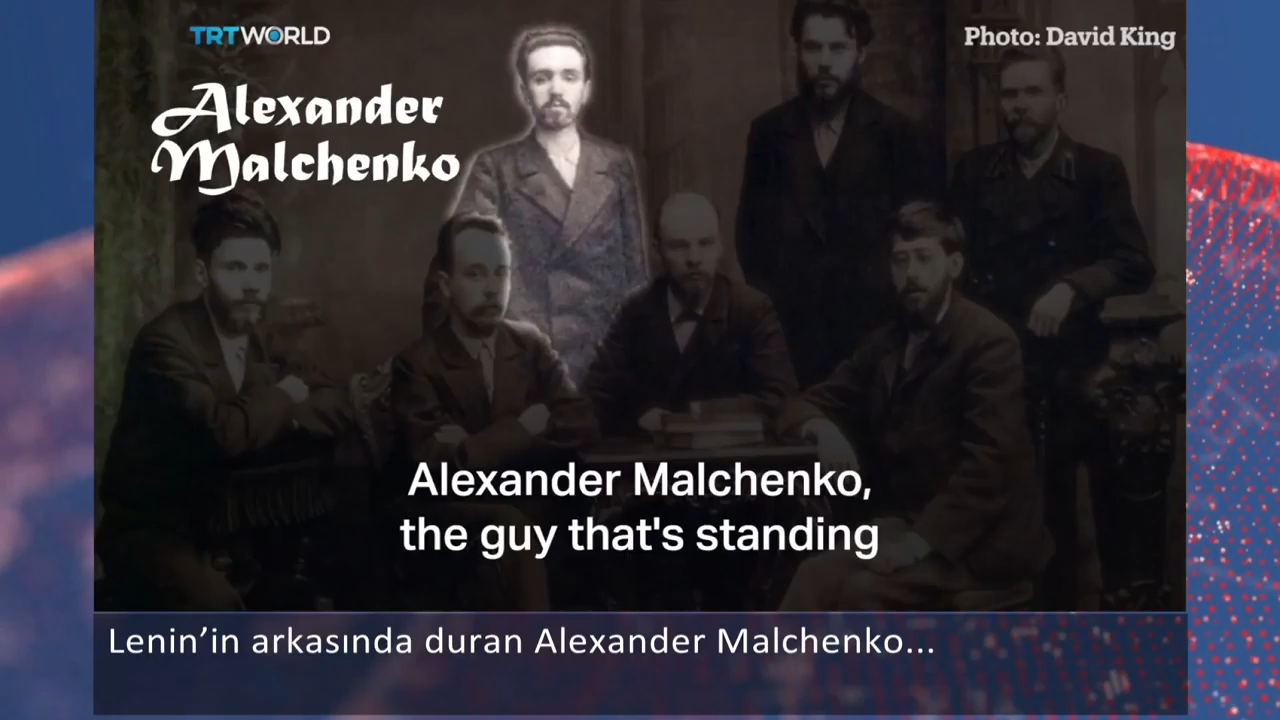 TRTWORLD
Photo: David King
Alexander
Malchenko
Alexander Malchenko,
the guy that's standing
Lenin’in arkasında duran Alexander Malchenko...